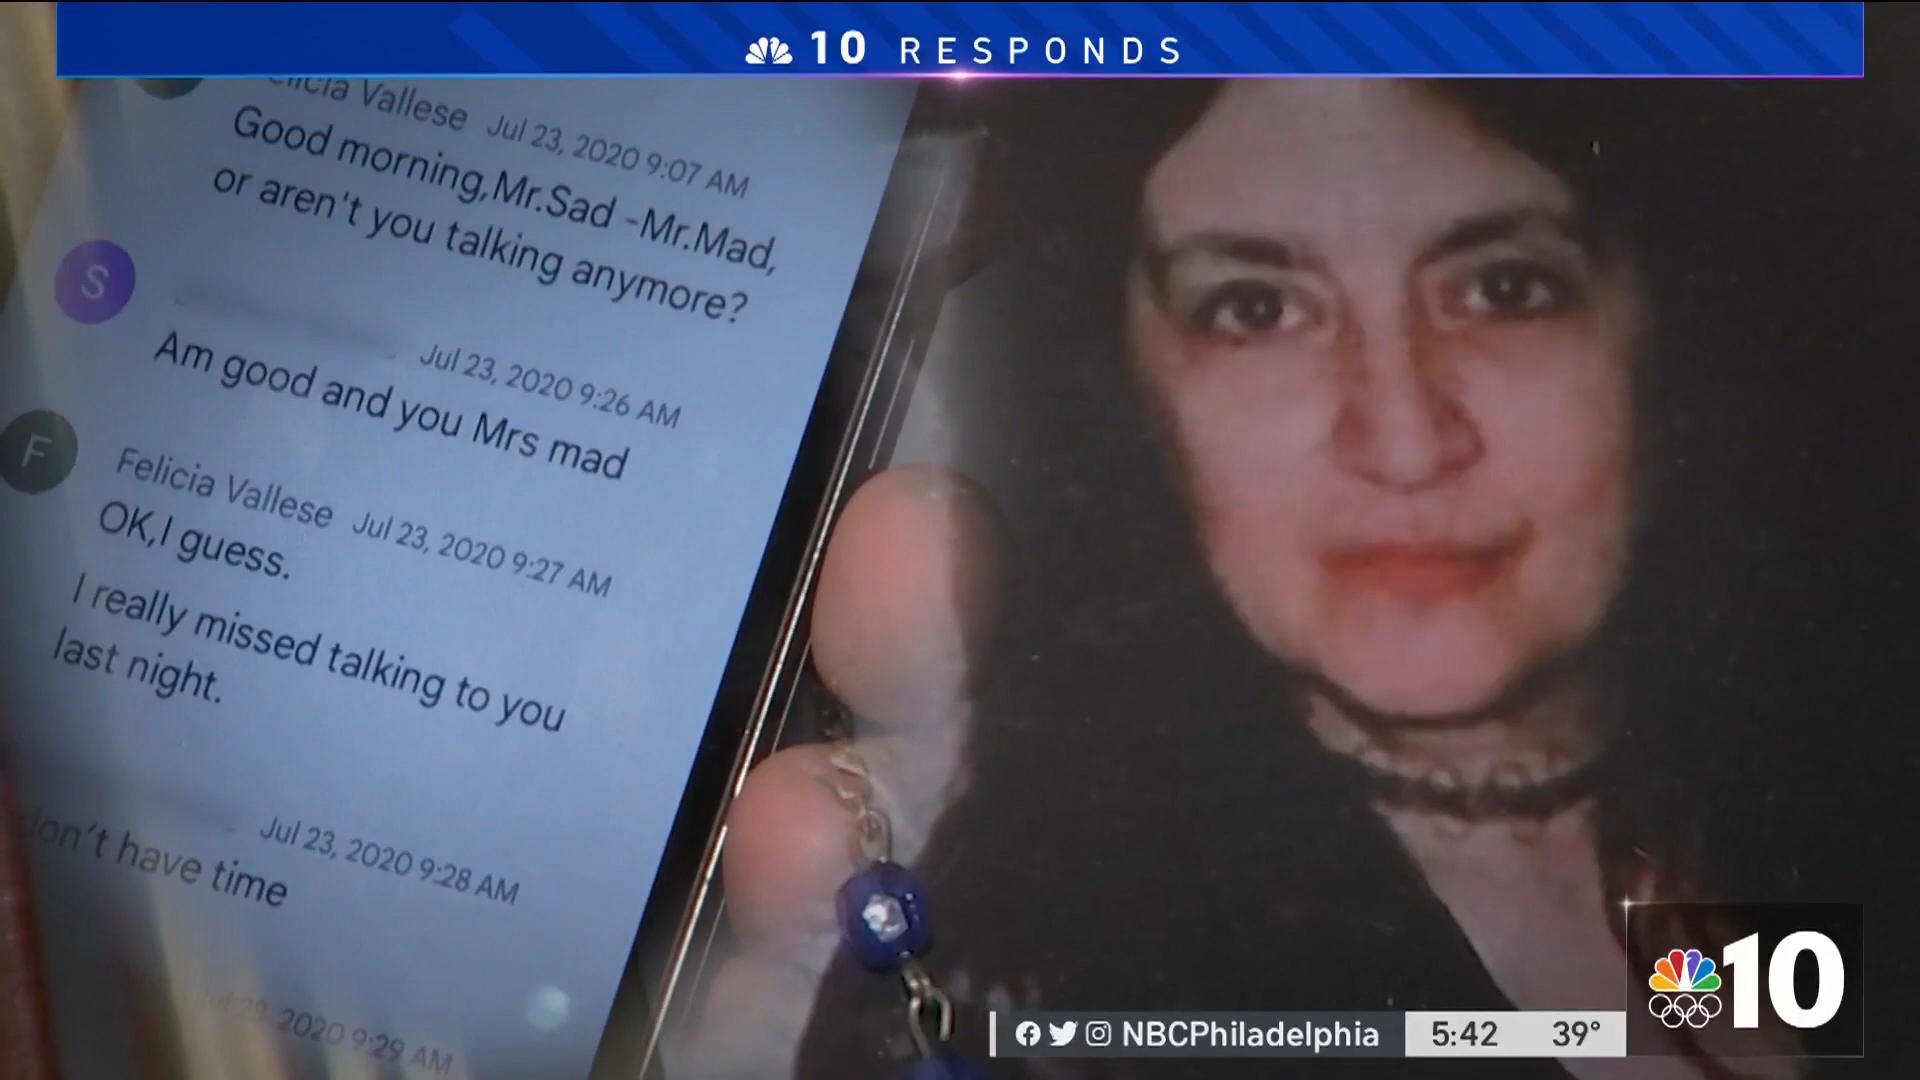 10 RESPONDS
Felicia Vallese Jul 23, 2020 9:07 AM
Good morning,Mr.Sad -Mr.Mad,
or aren't you talking anymore?
S
Jul 23, 2020 9:26 AM
Am good and you Mrs mad
F
Felicia Vallese Jul 23, 2020 9:27 AM
OK,I guess.
I really missed talking to you
last night.
Jul 23, 2020 9:28 AM
don't have time
2020 9:29 AM
10
NBCPhiladelphia
5:42 39°